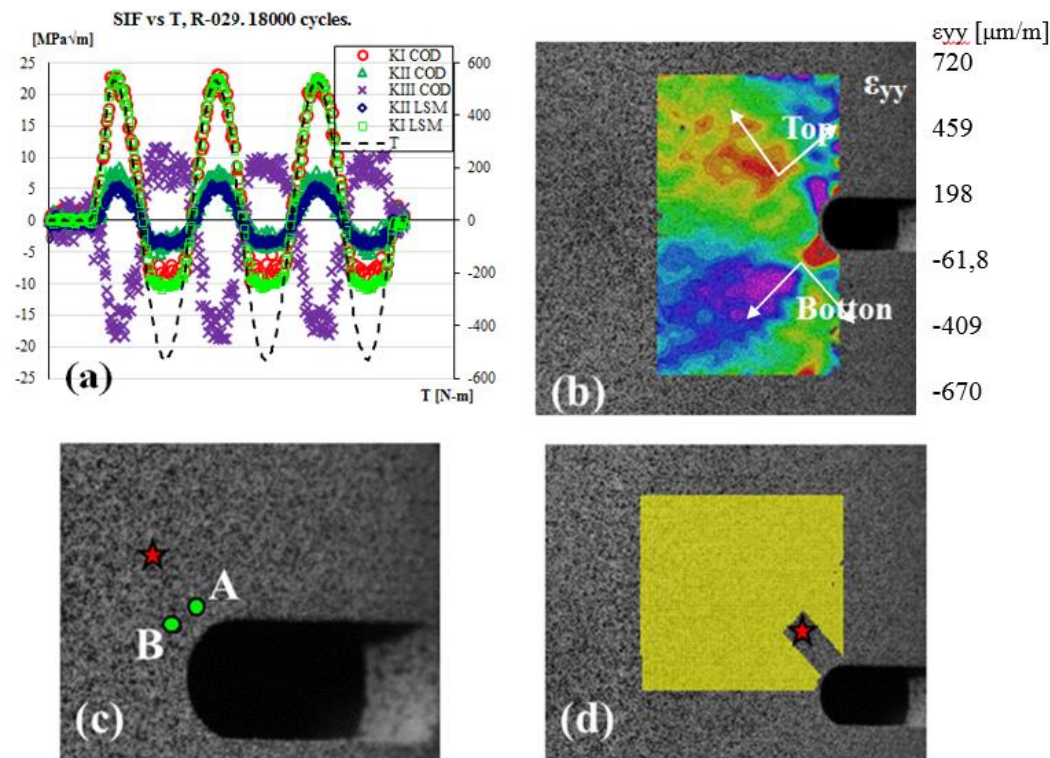 SIF vs T, R-029. 18000 cycles.
[MPa√m]
25
20
15
10
5
0
-5
-10
-15
-20
-25
KI COD
KII COD
KIII COD
KII LSM
KI LSM
T
600
400
200
0
-200
-400
-600
T [N-m]
(a)
εyy
Top
Botton
(b)
εyy [μm/m]
720
459
198
-61,8
-409
-670
A
B
(c)
(d)